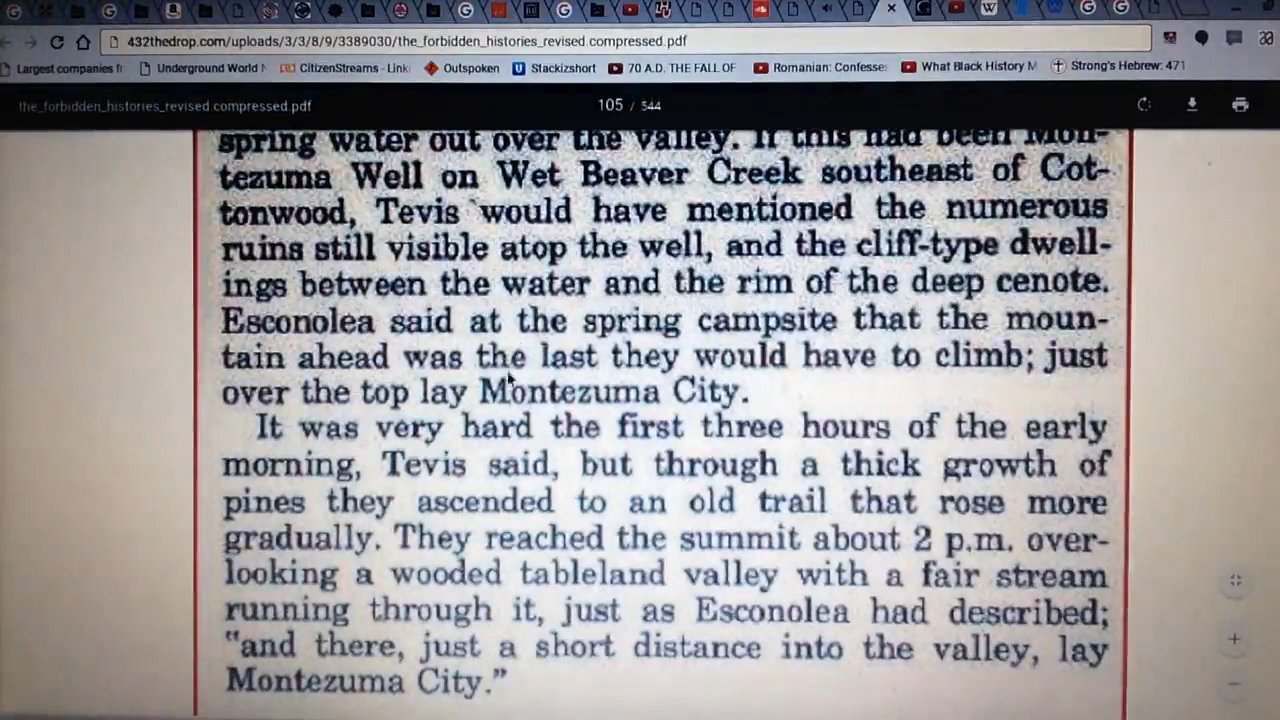 432thedrop.com/uploads/3/3/8/9/3389030/the_forbidden_histories_revised.compressed.pdf
Largest companies fr Underground World CitizenStreams - Link Outspoken Stackizshort 70 A.D. THE FALL OF Romanian: Confesse What Black History M Strong's Hebrew: 471
the_forbidden_histories_revised.compressed.pdf 105 / 544
spring water out over the valley. If this had been Mon-
tezuma Well on Wet Beaver Creek southeast of Cot-
tonwood, Tevis would have mentioned the numerous
ruins still visible atop the well, and the cliff-type dwell-
ings between the water and the rim of the deep cenote.
Esconolea said at the spring campsite that the moun-
tain ahead was the last they would have to climb; just
over the top lay Montezuma City.
It was very hard the first three hours of the early
morning, Tevis said, but through a thick growth of
pines they ascended to an old trail that rose more
gradually. They reached the summit about 2 p.m. over-
looking a wooded tableland valley with a fair stream
running through it, just as Esconolea had described;
"and there, just a short distance into the valley, lay
Montezuma City."